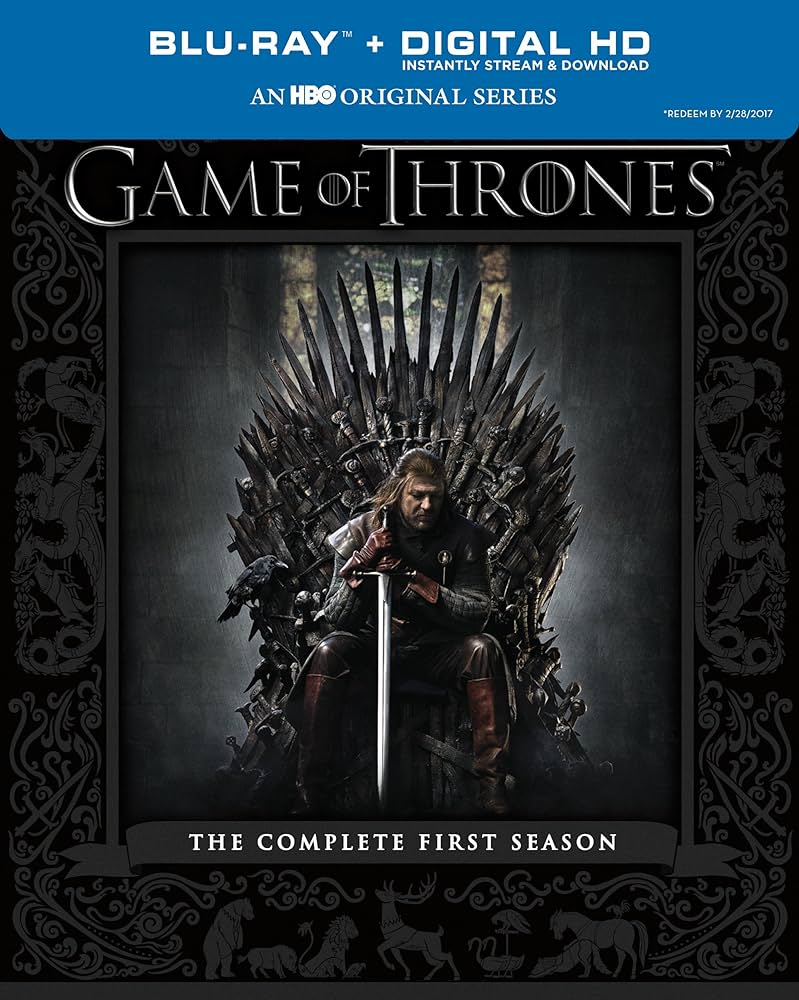 BLU-RAY™ + DIGITAL HD
INSTANTLY STREAM & DOWNLOAD
AN HBO ORIGINAL SERIES
*REDEEM BY 2/28/2017
GAME OF THRONES℠
THE COMPLETE FIRST SEASON